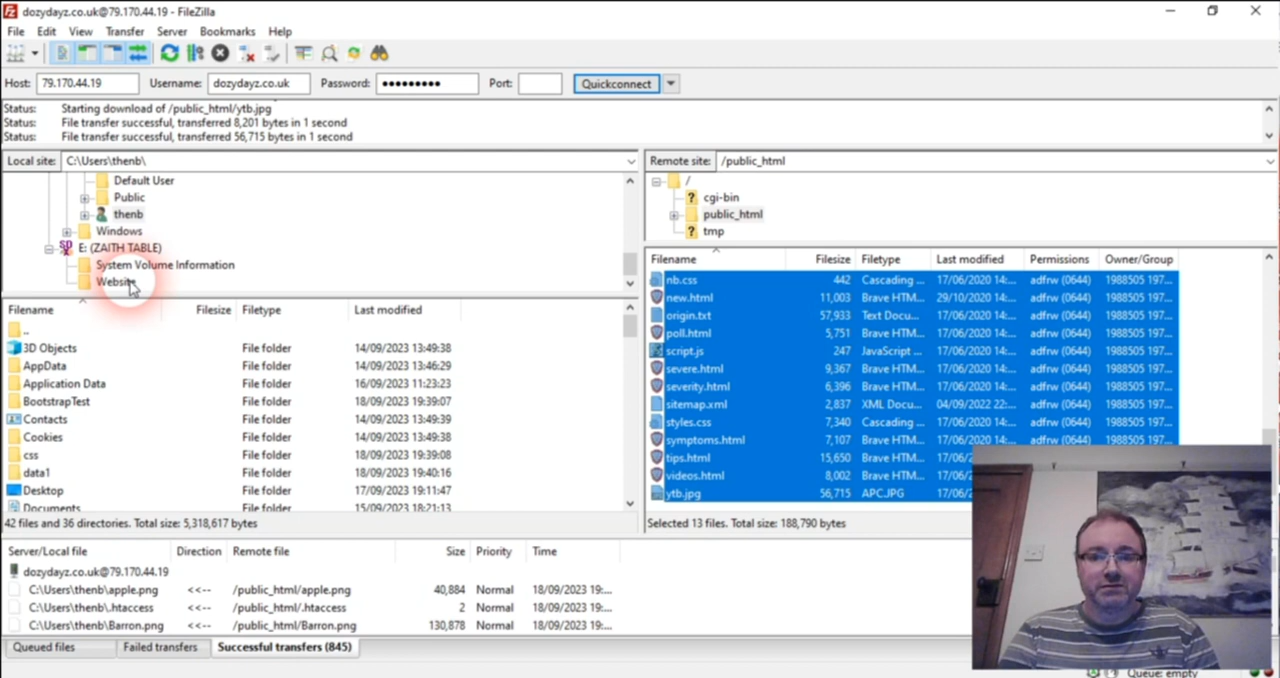 dozydayz.co.uk@79.170.44.19 - FileZilla
File Edit View Transfer Server Bookmarks Help
Host: 79.170.44.19 Username: dozydayz.co.uk Password: ●●●●●●●●● Port: Quickconnect
Status: Starting download of /public_html/ytb.jpg
Status: File transfer successful, transferred 8,201 bytes in 1 second
Status: File transfer successful, transferred 56,715 bytes in 1 second
Local site: C:\Users\thenb\
Default User
Public
thenb
Windows
E: (ZAITH TABLE)
System Volume Information
Website
Filename Filesize Filetype Last modified
..
3D Objects File folder 14/09/2023 13:49:38
AppData File folder 14/09/2023 13:46:29
Application Data File folder 16/09/2023 11:23:23
BootstrapTest File folder 18/09/2023 19:39:07
Contacts File folder 14/09/2023 13:49:39
Cookies File folder 14/09/2023 13:49:38
css File folder 18/09/2023 19:39:08
data1 File folder 18/09/2023 19:40:16
Desktop File folder 17/09/2023 19:11:47
Documents File folder 15/09/2023 18:21:13
42 files and 36 directories. Total size: 5,318,617 bytes
Remote site: /public_html
/
cgi-bin
public_html
tmp
Filename Filesize Filetype Last modified Permissions Owner/Group
nb.css 442 Cascading ... 17/06/2020 14:... adfrw (0644) 1988505 197...
new.html 11,003 Brave HTM... 29/10/2020 14:... adfrw (0644) 1988505 197...
origin.txt 57,933 Text Docu... 17/06/2020 14:... adfrw (0644) 1988505 197...
poll.html 5,751 Brave HTM... 17/06/2020 14:... adfrw (0644) 1988505 197...
script.js 247 JavaScript ... 17/06/2020 14:... adfrw (0644) 1988505 197...
severe.html 9,367 Brave HTM... 17/06/2020 14:... adfrw (0644) 1988505 197...
severity.html 6,396 Brave HTM... 17/06/2020 14:... adfrw (0644) 1988505 197...
sitemap.xml 2,837 XML Docu... 04/09/2022 22:... adfrw (0644) 1988505 197...
styles.css 7,340 Cascading ... 17/06/2020 14:... adfrw (0644) 1988505 197...
symptoms.html 7,107 Brave HTM... 17/06/2020 14:... adfrw (0644) 1988505 197...
tips.html 15,650 Brave HTM... 17/06/2
videos.html 8,002 Brave HTM... 17/06/2
ytb.jpg 56,715 APC.JPG 17/06/2
Selected 13 files. Total size: 188,790 bytes
Server/Local file Direction Remote file Size Priority Time
dozydayz.co.uk@79.170.44.19
C:\Users\thenb\apple.png <<-- /public_html/apple.png 40,884 Normal 18/09/2023 19:...
C:\Users\thenb\.htaccess <<-- /public_html/.htaccess 2 Normal 18/09/2023 19:...
C:\Users\thenb\Barron.png <<-- /public_html/Barron.png 130,878 Normal 18/09/2023 19:...
Queued files Failed transfers Successful transfers (845)
Queue: empty